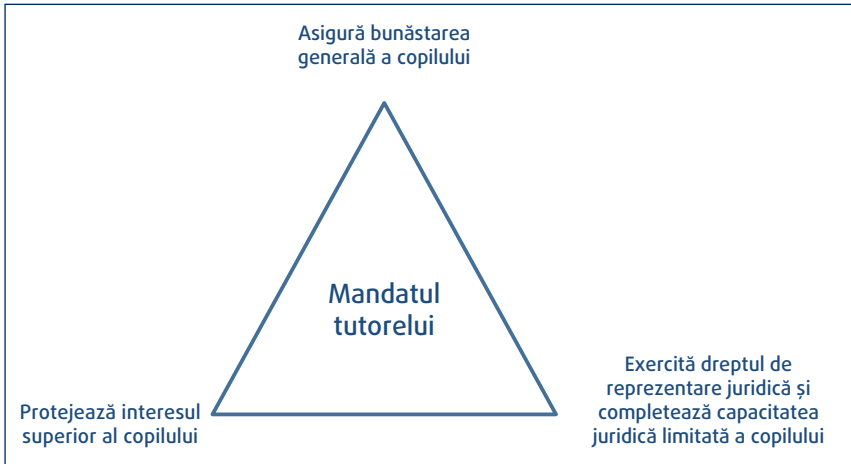 Asigură bunăstarea
generală a copilului
Mandatul
tutorelui
Protejează interesul
superior al copilului
Exercită dreptul de
reprezentare juridică și
completează capacitatea
juridică limitată a copilului